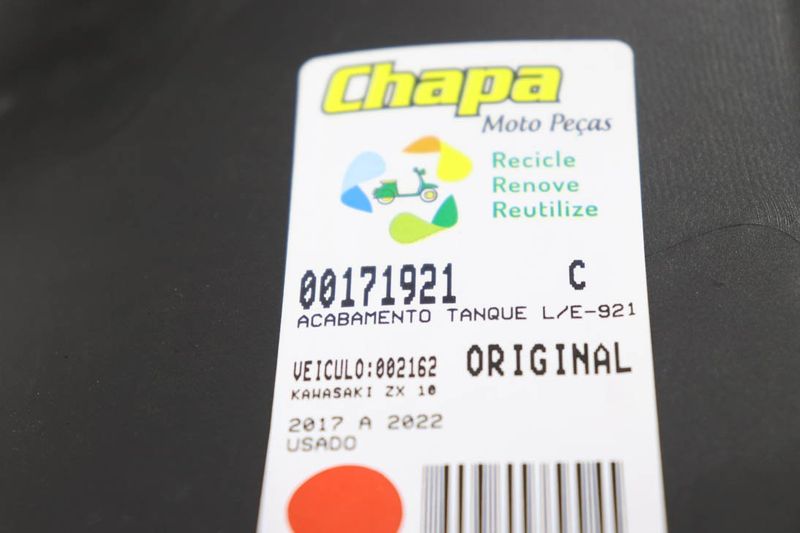 Chapa
Moto Peças
Recicle
Renove
Reutilize
00171921 C
ACABAMENTO TANQUE L/E-921
VEICULO:002162 ORIGINAL
KAWASAKI ZX 10
2017 A 2022
USADO